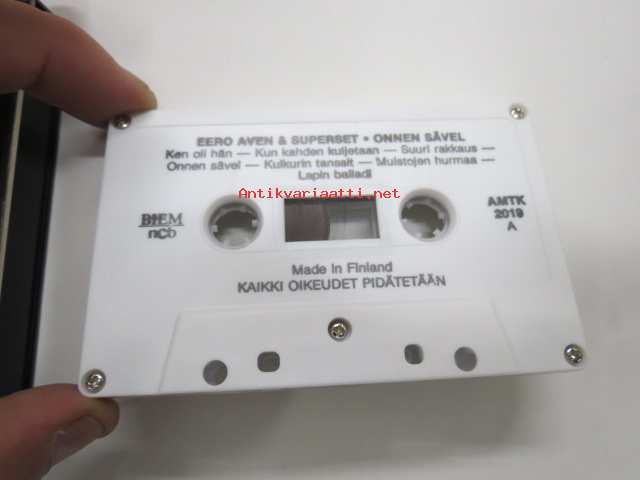 EERO AVEN & SUPERSET • ONNEN SÄVEL
Ken oli hän — Kun kahden kuljetaan — Suuri rakkaus —
Onnen sävel — Kulkurin tanssit — Muistojen hurmaa —
Lapin balladi
Antikvariaatti.net
BIEM
ncb
AMTK
2019
A
Made in Finland
KAIKKI OIKEUDET PIDÄTETÄÄN